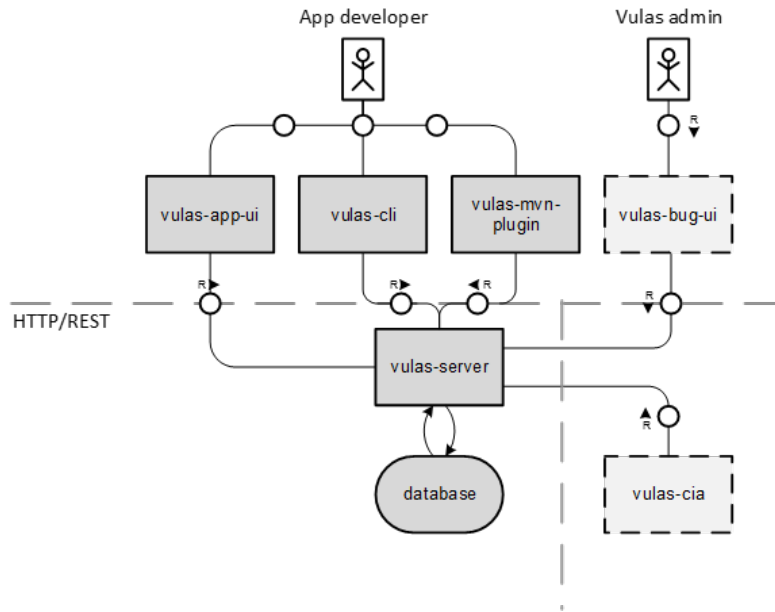 App developer
Vulas admin
R
vulas-app-ui
vulas-cli
vulas-mvn-
plugin
vulas-bug-ui
R
R
R
R
HTTP/REST
vulas-server
R
database
vulas-cia